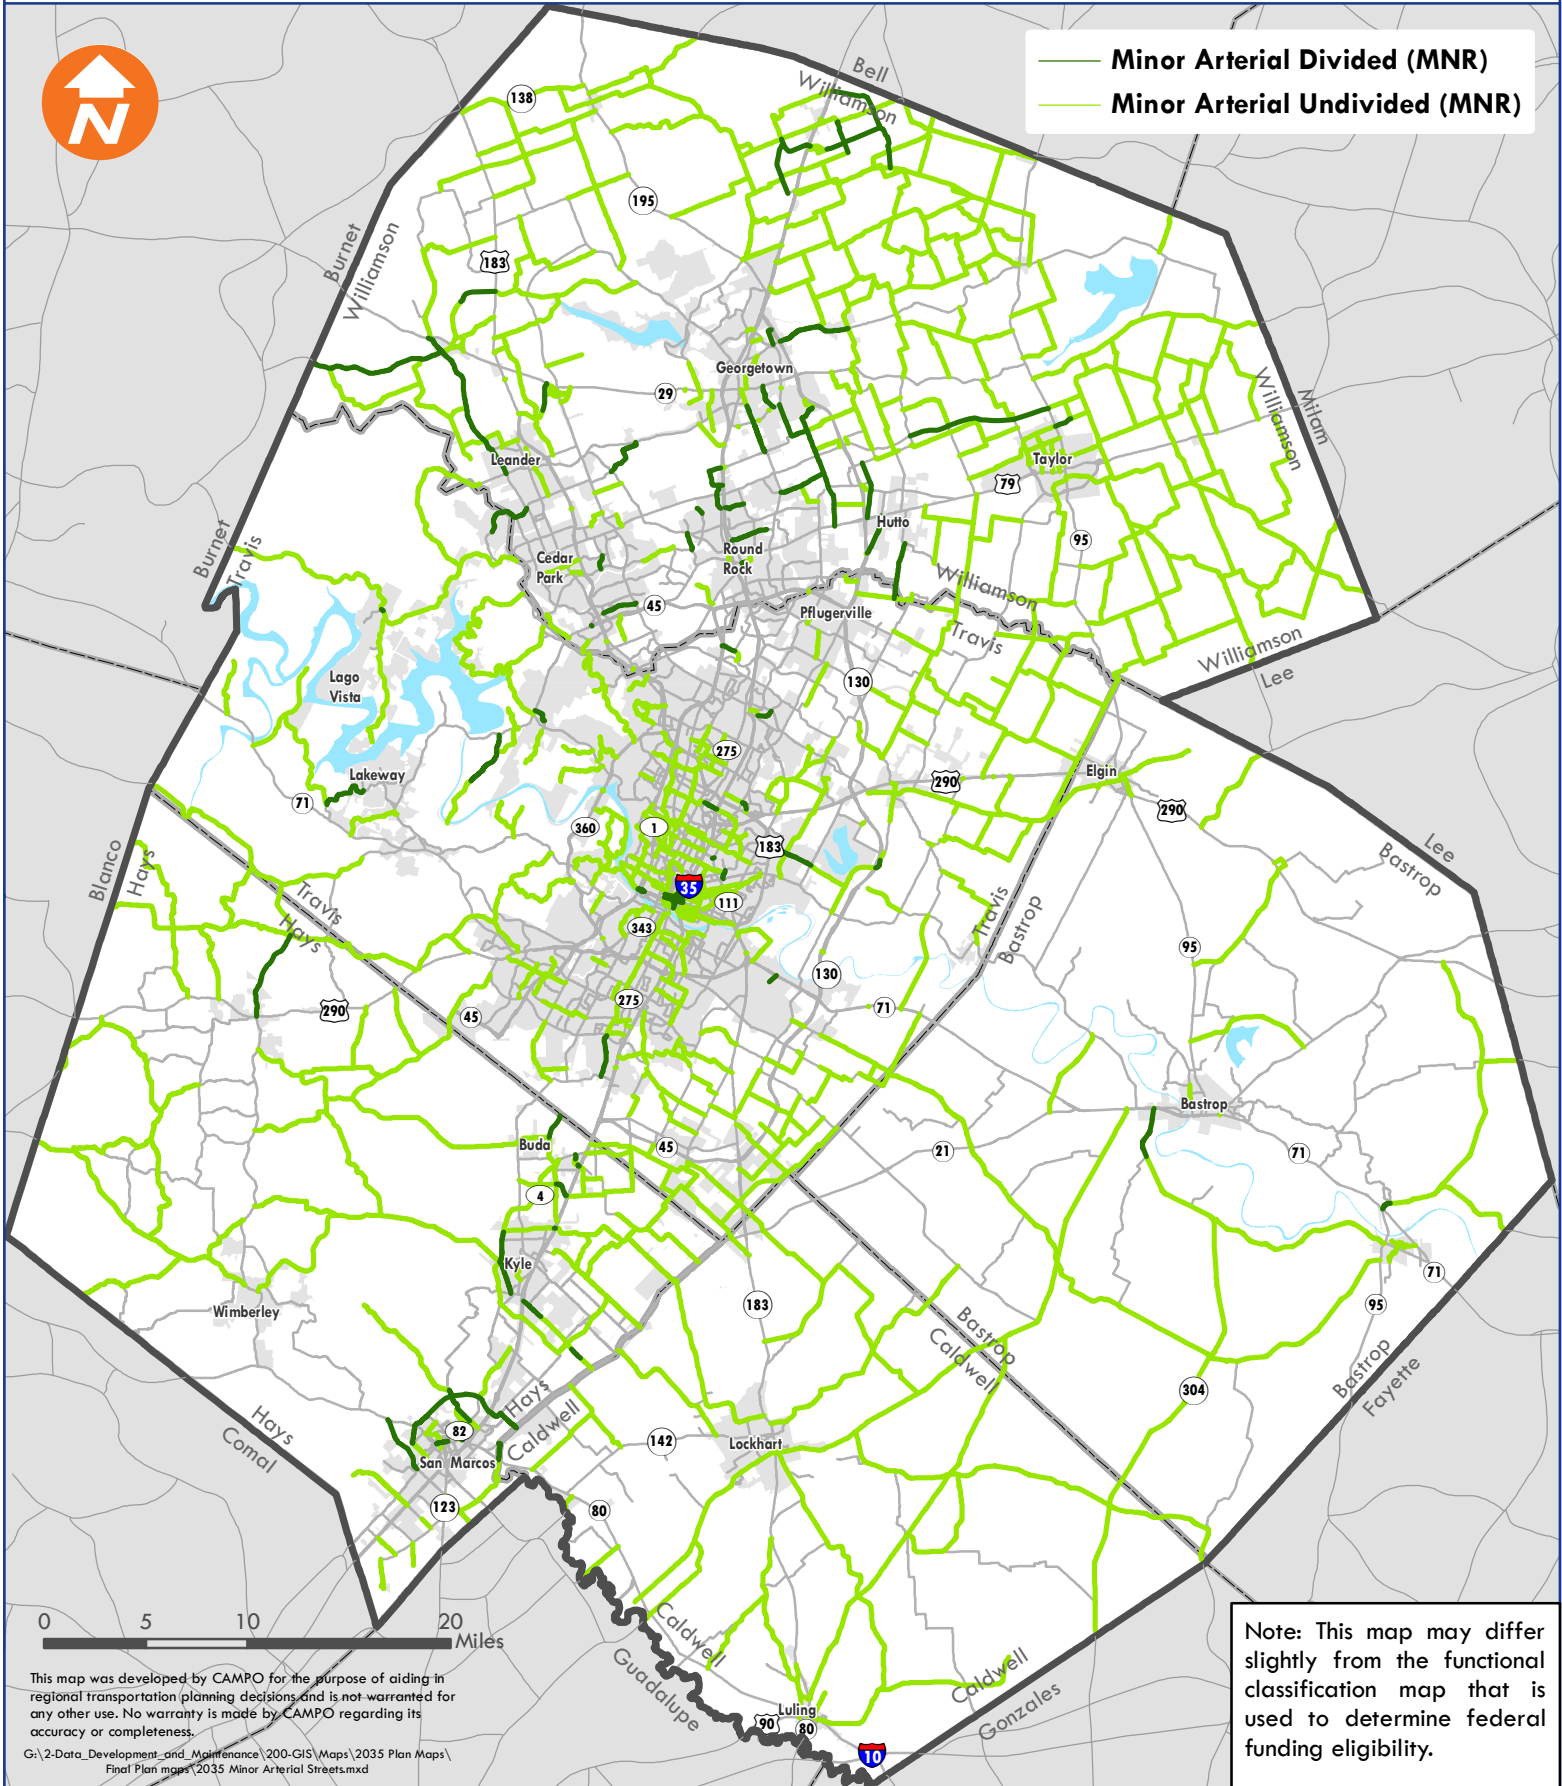 N
Minor Arterial Divided (MNR)
Minor Arterial Undivided (MNR)
Bell
Williamson
138
195
Burnet
Williamson
183
Georgetown
29
Williamson
Milam
Leander
Taylor
79
Hutto
95
Burnet
Travis
Cedar
Park
Round
Rock
Williamson
45
Pflugerville
Travis
Williamson
Lee
Lago
Vista
130
275
Lakeway
Elgin
290
71
290
360
1
183
Lee
Bastrop
Blanco
Hays
35
111
Travis
Hays
343
Travis
Bastrop
95
130
275
290
45
71
Bastrop
Buda
45
21
71
4
Kyle
71
183
95
Wimberley
Bastrop
Caldwell
Bastrop
Fayette
304
Hays
Caldwell
Hays
Comal
82
142
Lockhart
San Marcos
123
80
0 5 10 20
Miles
Caldwell
Guadalupe
Caldwell
Gonzales
Luling
90
80
10
This map was developed by CAMPO for the purpose of aiding in
regional transportation planning decisions and is not warranted for
any other use. No warranty is made by CAMPO regarding its
accuracy or completeness.
G:\2-Data_Development_and_Maintenance\200-GIS Maps\2035 Plan Maps\
Final Plan maps\2035 Minor Arterial Streets.mxd
Note: This map may differ
slightly from the functional
classification map that is
used to determine federal
funding eligibility.